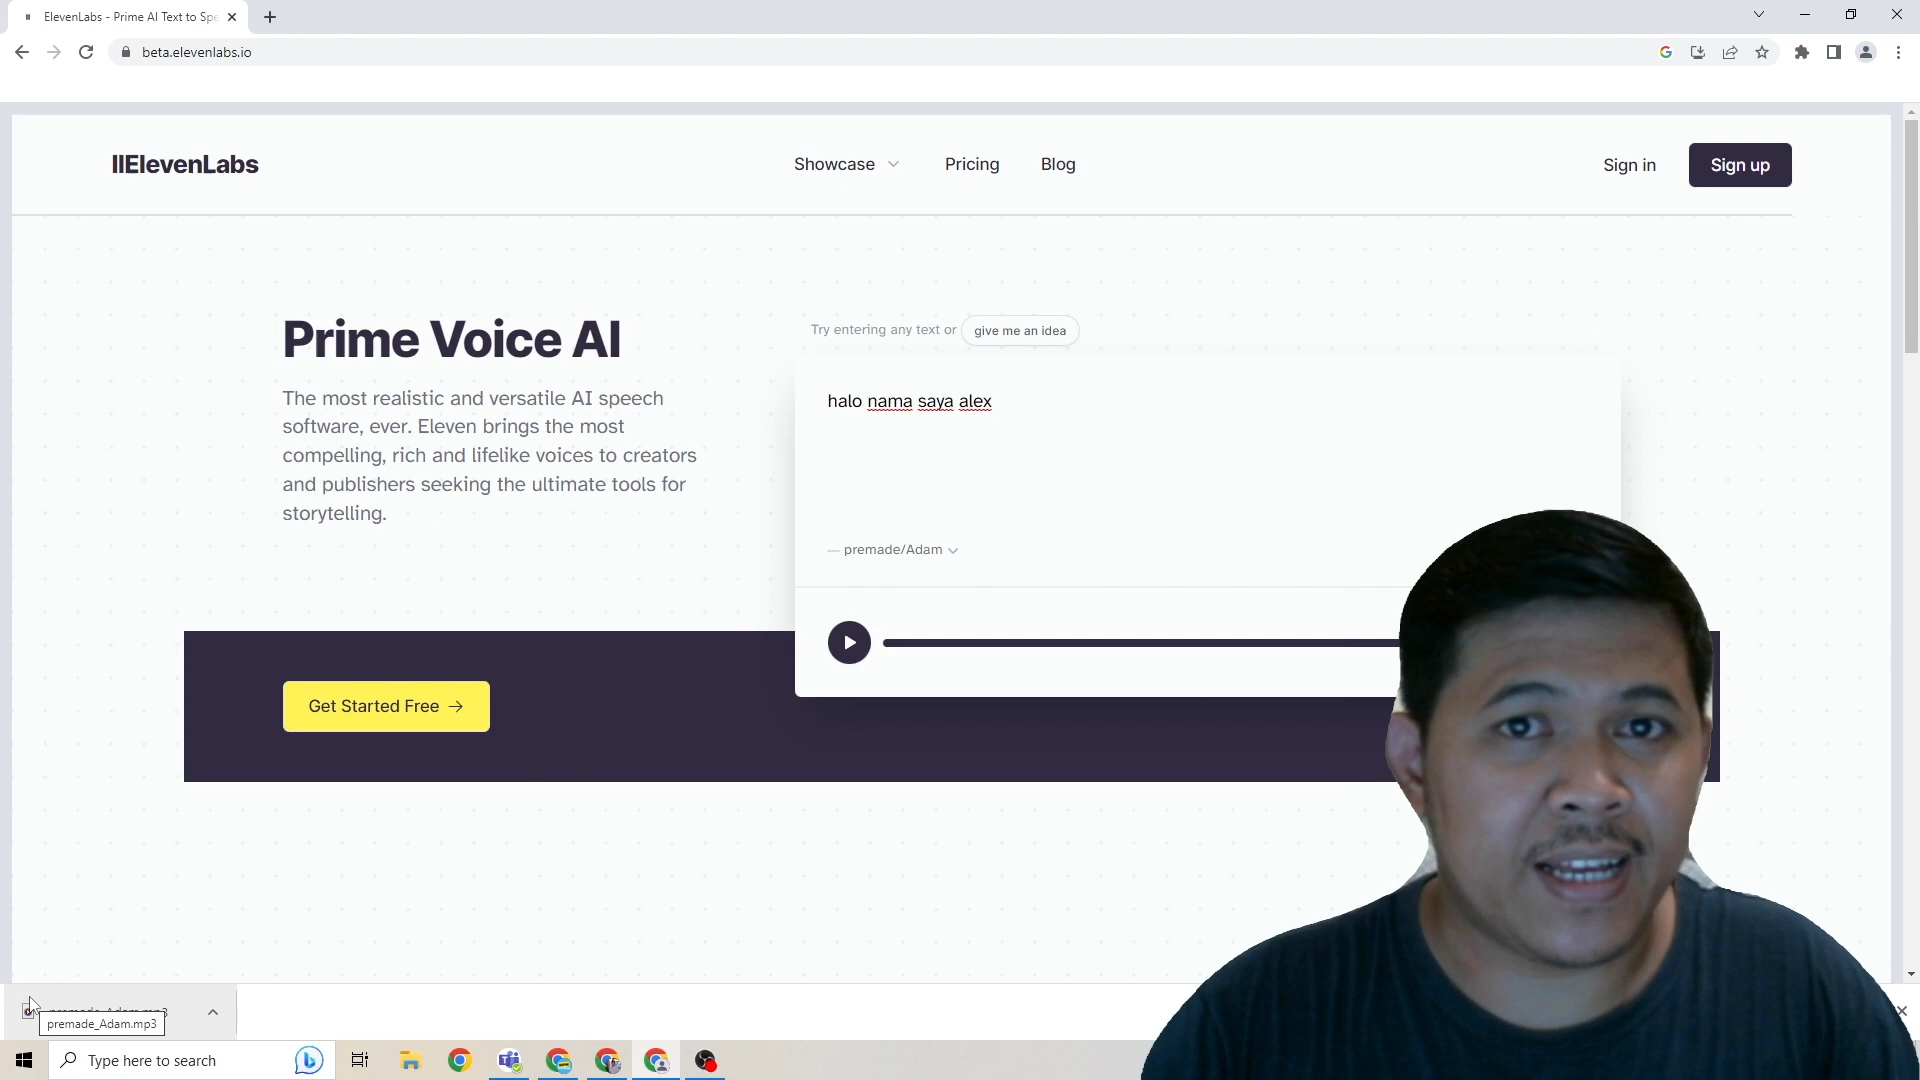 ElevenLabs - Prime AI Text to Spe
beta.elevenlabs.io
IIElevenLabs
Showcase
Pricing
Blog
Sign in
Sign up
Prime Voice AI
The most realistic and versatile AI speech
software, ever. Eleven brings the most
compelling, rich and lifelike voices to creators
and publishers seeking the ultimate tools for
storytelling.
Try entering any text or give me an idea
halo nama saya alex
— premade/Adam
Get Started Free →
premade_Adam.mp3
premade_Adam.mp3
Type here to search